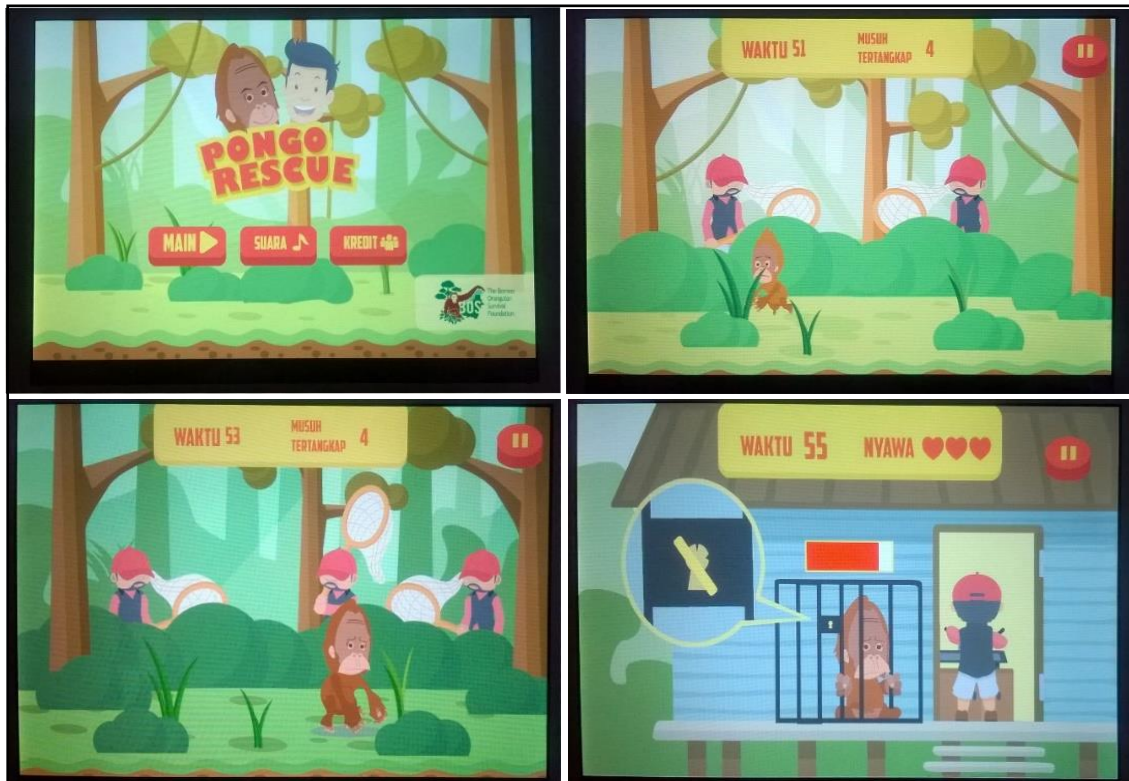 PONGO
RESCUE
MAIN
SUARA
KREDIT
BOS
The Borneo
Orangutan
Survival
Foundation
WAKTU 51
MUSUH
TERTANGKAP 4
WAKTU 53
MUSUH
TERTANGKAP 4
WAKTU 55 NYAWA